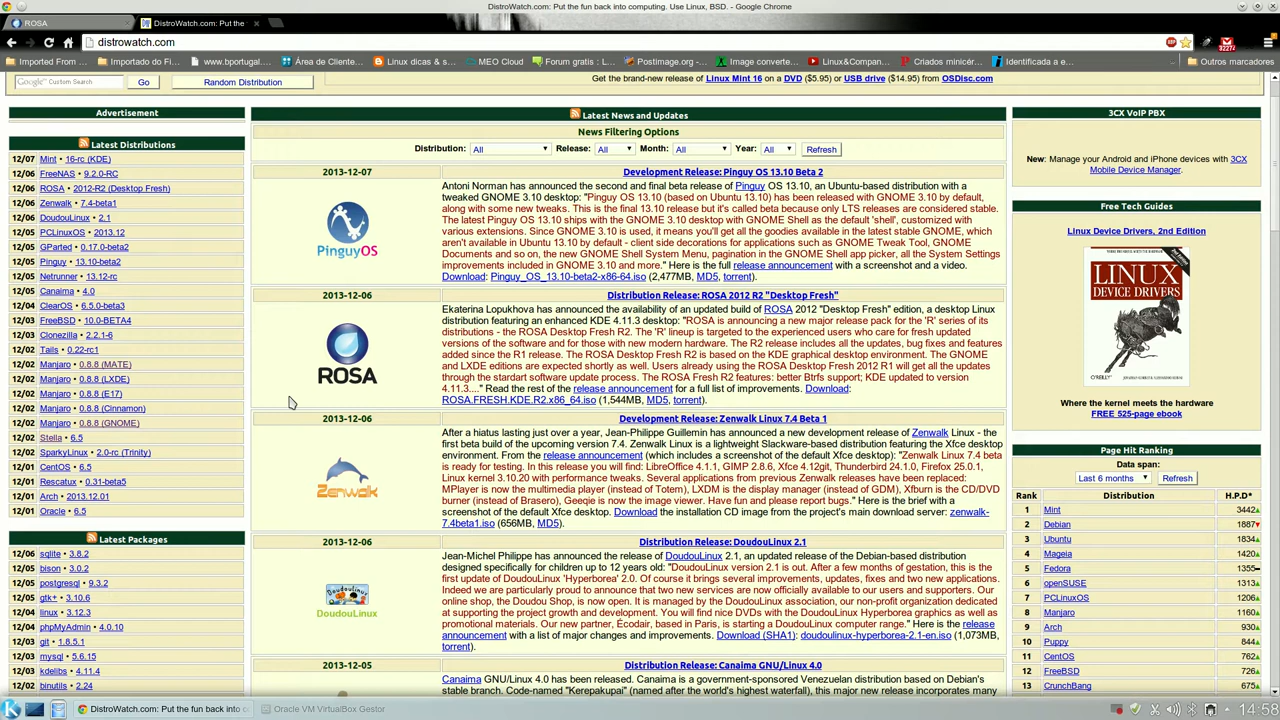 DistroWatch.com: Put the fun back into computing. Use Linux, BSD. - Google Chrome
ROSA
DistroWatch.com: Put the
distrowatch.com
Imported From ...
Importado do Fi...
www.bportugal....
Área de Cliente...
Linux dicas & s...
MEO Cloud
Forum gratis : ...
Postimage.org -...
Image converte...
Linux&Compan...
Criados minicér...
Identificada a e...
Outros marcadores
Google Custom Search
Go
Random Distribution
Get the brand-new release of Linux Mint 16 on a DVD ($5.95) or USB drive ($14.95) from OSDisc.com
Advertisement
Latest Distributions
12/07 Mint • 16-rc (KDE)
12/06 FreeNAS • 9.2.0-RC
12/06 ROSA • 2012-R2 (Desktop Fresh)
12/06 Zenwalk • 7.4-beta1
12/06 DoudouLinux • 2.1
12/06 PCLinuxOS • 2013.12
12/06 GParted • 0.17.0-beta2
12/06 Pinguy • 13.10-beta2
12/05 Netrunner • 13.12-rc
12/05 Canaima • 4.0
12/04 ClearOS • 6.5.0-beta3
12/03 FreeBSD • 10.0-BETA4
12/03 Clonezilla • 2.2.1-6
12/02 Tails • 0.22-rc1
12/02 Manjaro • 0.8.8 (MATE)
12/02 Manjaro • 0.8.8 (LXDE)
12/02 Manjaro • 0.8.8 (E17)
12/02 Manjaro • 0.8.8 (Cinnamon)
12/02 Manjaro • 0.8.8 (GNOME)
12/02 Stella • 6.5
12/02 SparkyLinux • 2.0-rc (Trinity)
12/01 CentOS • 6.5
12/01 Rescatux • 0.31-beta5
12/01 Arch • 2013.12.01
12/01 Oracle • 6.5
Latest Packages
12/06 sqlite • 3.8.2
12/05 bison • 3.0.2
12/05 postgresql • 9.3.2
12/04 gtk+ • 3.10.6
12/04 linux • 3.12.3
12/04 phpMyAdmin • 4.0.10
12/03 git • 1.8.5.1
12/03 mysql • 5.6.15
12/03 kdelibs • 4.11.4
12/02 binutils • 2.24
Latest News and Updates
News Filtering Options
Distribution: All Release: All Month: All Year: All Refresh
2013-12-07
Development Release: Pinguy OS 13.10 Beta 2
PinguyOS
Antoni Norman has announced the second and final beta release of Pinguy OS 13.10, an Ubuntu-based distribution with a
tweaked GNOME 3.10 desktop: "Pinguy OS 13.10 (based on Ubuntu 13.10) has been released with GNOME 3.10 by default,
along with some new tweaks. This is the final 13.10 release but it's called beta because only LTS releases are considered stable.
The latest Pinguy OS 13.10 ships with the GNOME 3.10 desktop with GNOME Shell as the default 'shell', customized with
various extensions. Since GNOME 3.10 is used, it means you'll get all the goodies available in the latest stable GNOME, which
aren't available in Ubuntu 13.10 by default - client side decorations for applications such as GNOME Tweak Tool, GNOME
Documents and so on, the new GNOME Shell System Menu, pagination in the GNOME Shell app picker, all the System Settings
improvements included in GNOME 3.10 and more." Here is the full release announcement with a screenshot and a video.
Download: Pinguy_OS_13.10-beta2-x86-64.iso (2,477MB, MD5, torrent).
2013-12-06
Distribution Release: ROSA 2012 R2 "Desktop Fresh"
ROSA
Ekaterina Lopukhova has announced the availability of an updated build of ROSA 2012 "Desktop Fresh" edition, a desktop Linux
distribution featuring an enhanced KDE 4.11.3 desktop: "ROSA is announcing a new major release pack for the 'R' series of its
distributions - the ROSA Desktop Fresh R2. The 'R' lineup is targeted to the experienced users who care for fresh updated
versions of the software and for those with new modern hardware. The R2 release includes all the updates, bug fixes and features
added since the R1 release. The ROSA Desktop Fresh R2 is based on the KDE graphical desktop environment. The GNOME
and LXDE editions are expected shortly as well. Users already using the ROSA Desktop Fresh 2012 R1 will get all the updates
through the stardart software update process. The ROSA Fresh R2 features: better Btrfs support; KDE updated to version
4.11.3...." Read the rest of the release announcement for a full list of improvements. Download:
ROSA.FRESH.KDE.R2.x86_64.iso (1,544MB, MD5, torrent).
2013-12-06
Development Release: Zenwalk Linux 7.4 Beta 1
Zenwalk
After a hiatus lasting just over a year, Jean-Philippe Guillemin has announced a new development release of Zenwalk Linux - the
first beta build of the upcoming version 7.4. Zenwalk Linux is a lightweight Slackware-based distribution featuring the Xfce desktop
environment. From the release announcement (which includes a screenshot of the default Xfce desktop): "Zenwalk Linux 7.4 beta
is ready for testing. In this release you will find: LibreOffice 4.1.1, GIMP 2.8.6, Xfce 4.12git, Thunderbird 24.1.0, Firefox 25.0.1,
Linux kernel 3.10.20 with performance tweaks. Several applications from previous Zenwalk releases have been replaced:
MPlayer is now the multimedia player (instead of Totem), LXDM is the display manager (instead of GDM), Xfburn is the CD/DVD
burner (instead of Brasero), Geeqie is now the image viewer. Have fun and please report bugs." Here is the brief with a
screenshot of the default Xfce desktop. Download the installation CD image from the project's main download server: zenwalk-
7.4beta1.iso (656MB, MD5).
2013-12-06
Distribution Release: DoudouLinux 2.1
DoudouLinux
Jean-Michel Philippe has announced the release of DoudouLinux 2.1, an updated release of the Debian-based distribution
designed specifically for children up to 12 years old: "DoudouLinux version 2.1 is out. After a few months of gestation, this is the
first update of DoudouLinux 'Hyperborea' 2.0. Of course it brings several improvements, updates, fixes and two new applications.
Indeed we are particularly proud to announce that two new services are now officially available to our users and supporters. Our
online shop, the Doudou Shop, is now open. It is managed by the DoudouLinux association, our non-profit organization dedicated
at supporting the project growth and development. You will find nice DVDs with the DoudouLinux Hyperborea graphics as well as
promotional materials. Our new partner, Écodair, based in Paris, is starting a DoudouLinux computer range." Here is the release
announcement with a list of major changes and improvements. Download (SHA1): doudoulinux-hyperborea-2.1-en.iso (1,073MB,
torrent).
2013-12-05
Distribution Release: Canaima GNU/Linux 4.0
Canaima GNU/Linux 4.0 has been released. Canaima is a government-sponsored Venezuelan distribution based on Debian's
stable branch. Code-named "Kerepakupai" (named after the world's highest waterfall), this major new release incorporates many
3CX VoIP PBX
New: Manage your Android and iPhone devices with 3CX
Mobile Device Manager.
Free Tech Guides
Linux Device Drivers, 2nd Edition
LINUX
DEVICE DRIVERS
O'REILLY
Where the kernel meets the hardware
FREE 525-page ebook
Page Hit Ranking
Data span:
Last 6 months Refresh
Rank Distribution H.P.D*
1 Mint 3442
2 Debian 1887
3 Ubuntu 1834
4 Mageia 1420
5 Fedora 1355
6 openSUSE 1313
7 PCLinuxOS 1206
8 Manjaro 1160
9 Arch 930
10 Puppy 844
11 CentOS 762
12 FreeBSD 726
13 CrunchBang 675
DistroWatch.com: Put the fun back into co
Oracle VM VirtualBox Gestor
14:58